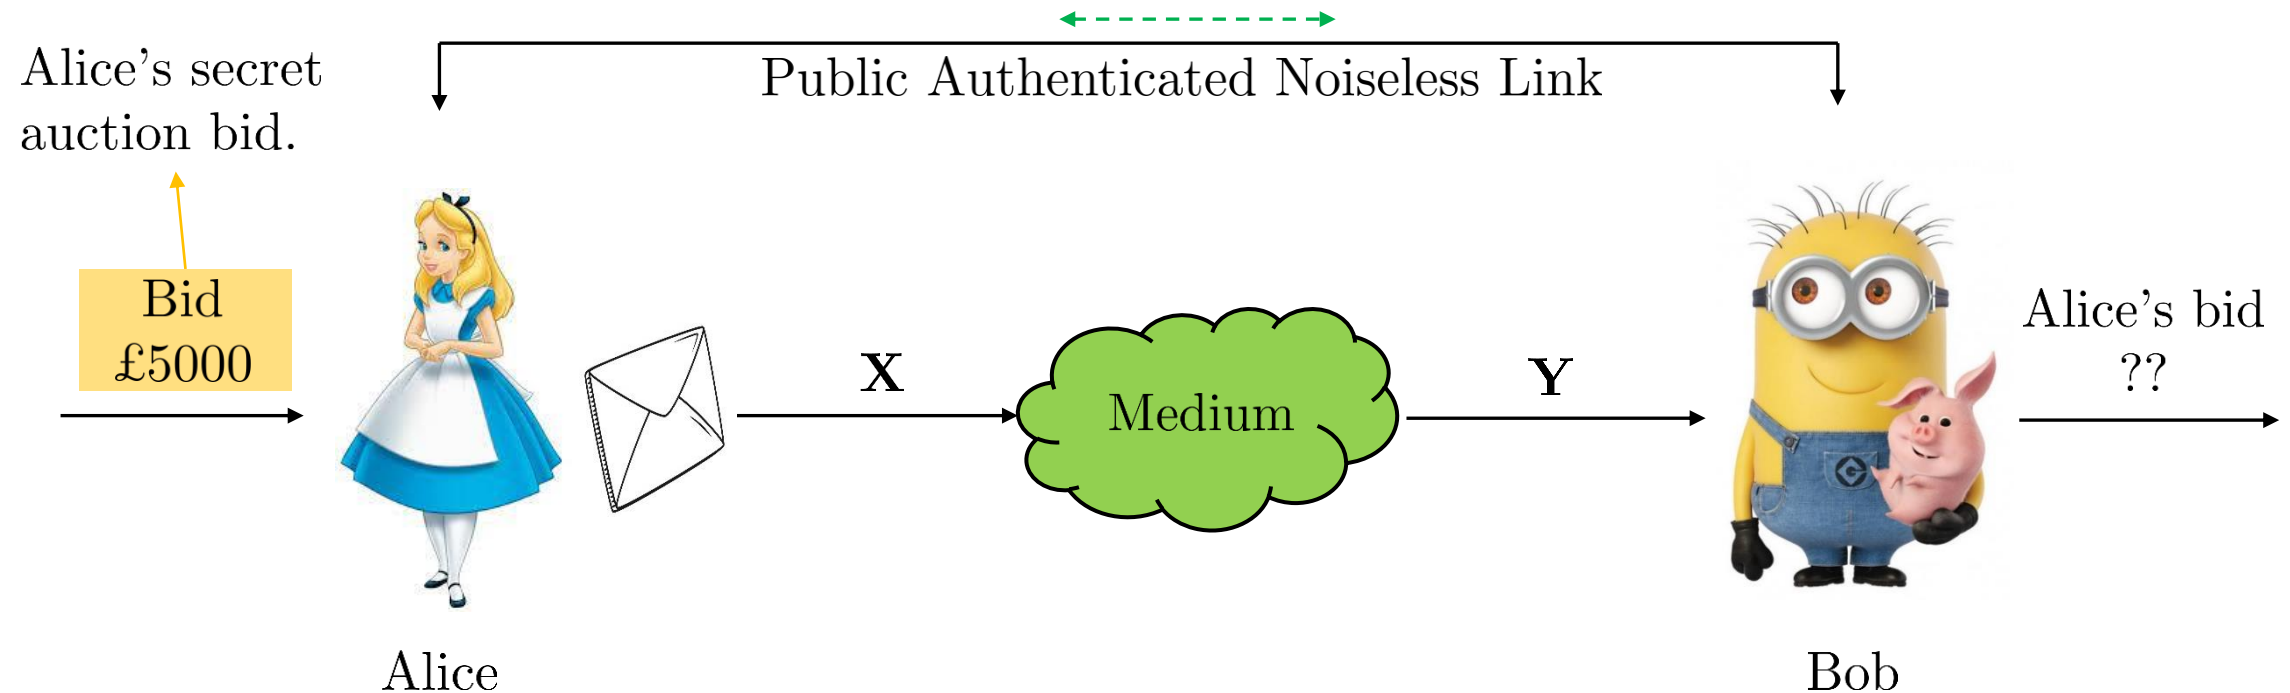 Public Authenticated Noiseless Link
Alice's secret
auction bid.
Bid
£5000
X
Medium
Y
Alice's bid
??
Alice
Bob